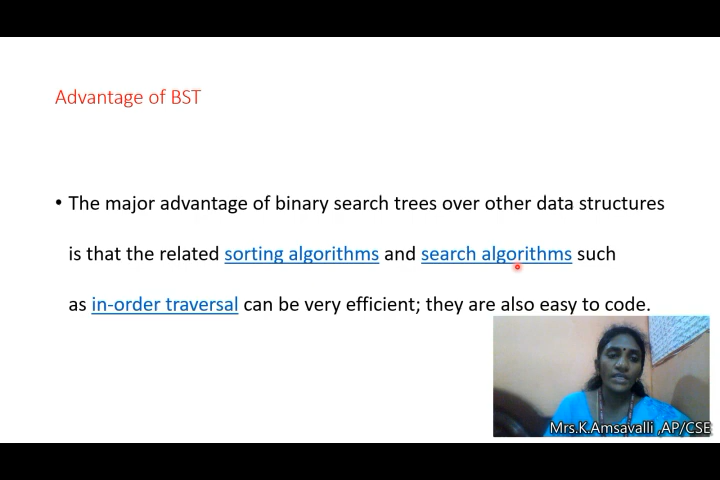 Advantage of BST
• The major advantage of binary search trees over other data structures
is that the related sorting algorithms and search algorithms such
as in-order traversal can be very efficient; they are also easy to code.
Mrs.K.Amsavalli ,AP/CSE